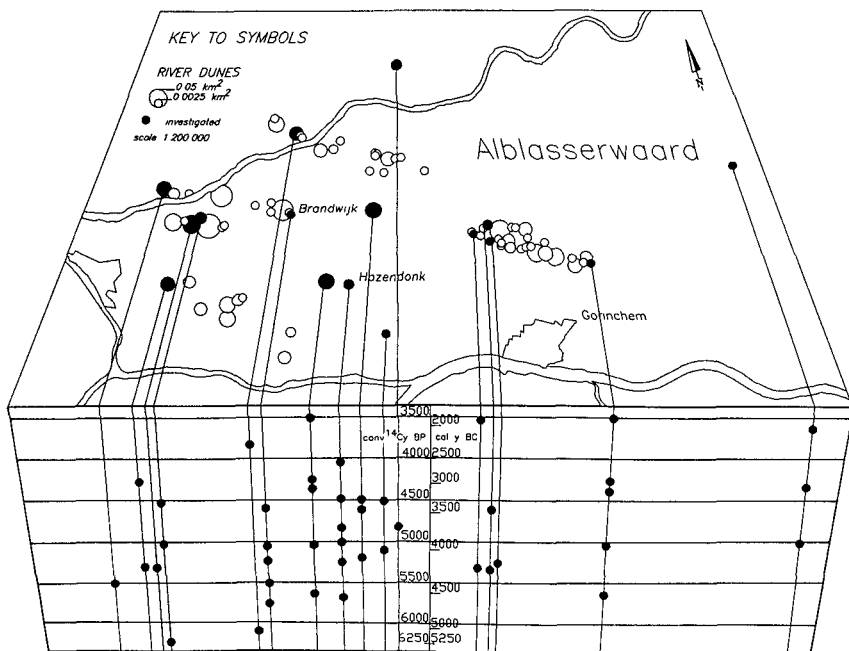 KEY TO SYMBOLS
RIVER DUNES
0.05 km²
0.0025 km²
investigated
scale 1 200 000
N
Alblasserwaard
Brandwijk
Hazendonk
Gorinchem
3500 2000
conv ¹⁴C y BP cal y BC
4000 2500
3000
4500 3500
5000 4000
5500 4500
6000 5000
6250 5250